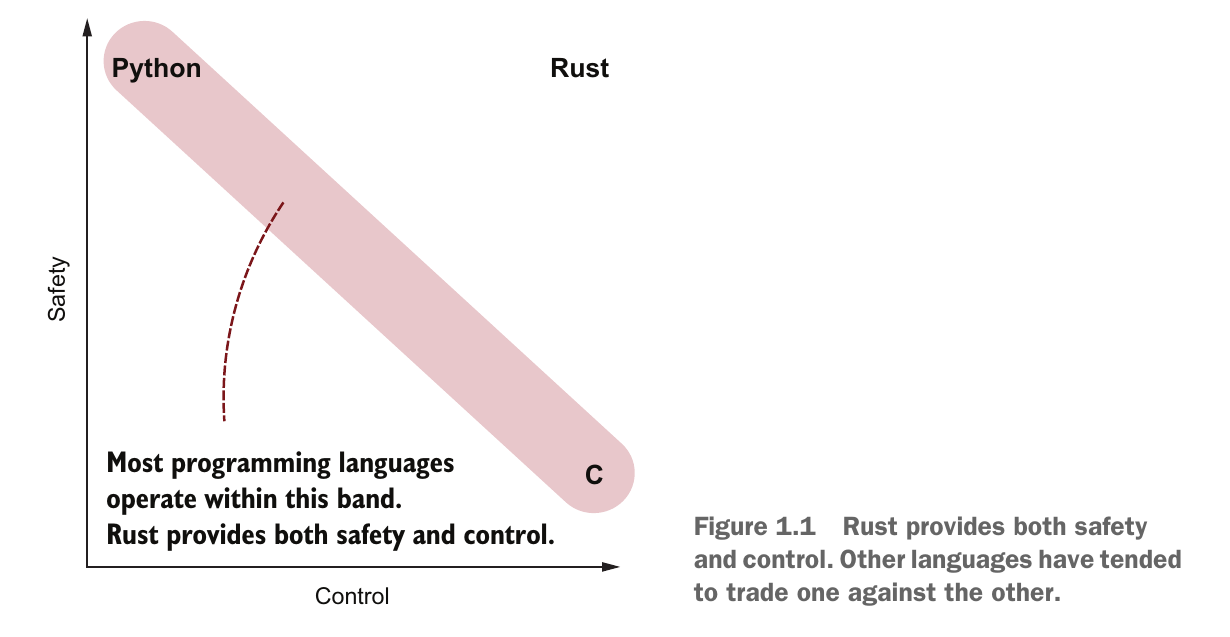 Python
Rust
Safety
C
Most programming languages
operate within this band.
Rust provides both safety and control.
Control
Figure 1.1 Rust provides both safety
and control. Other languages have tended
to trade one against the other.